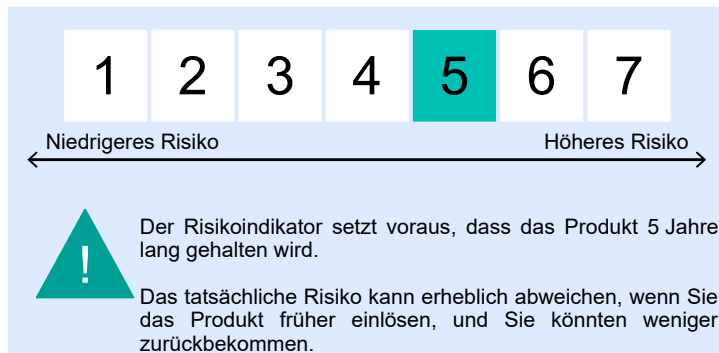 1 2 3 4 5 6 7
Niedrigeres Risiko Höheres Risiko
!
Der Risikoindikator setzt voraus, dass das Produkt 5 Jahre
lang gehalten wird.
Das tatsächliche Risiko kann erheblich abweichen, wenn Sie
das Produkt früher einlösen, und Sie könnten weniger
zurückbekommen.